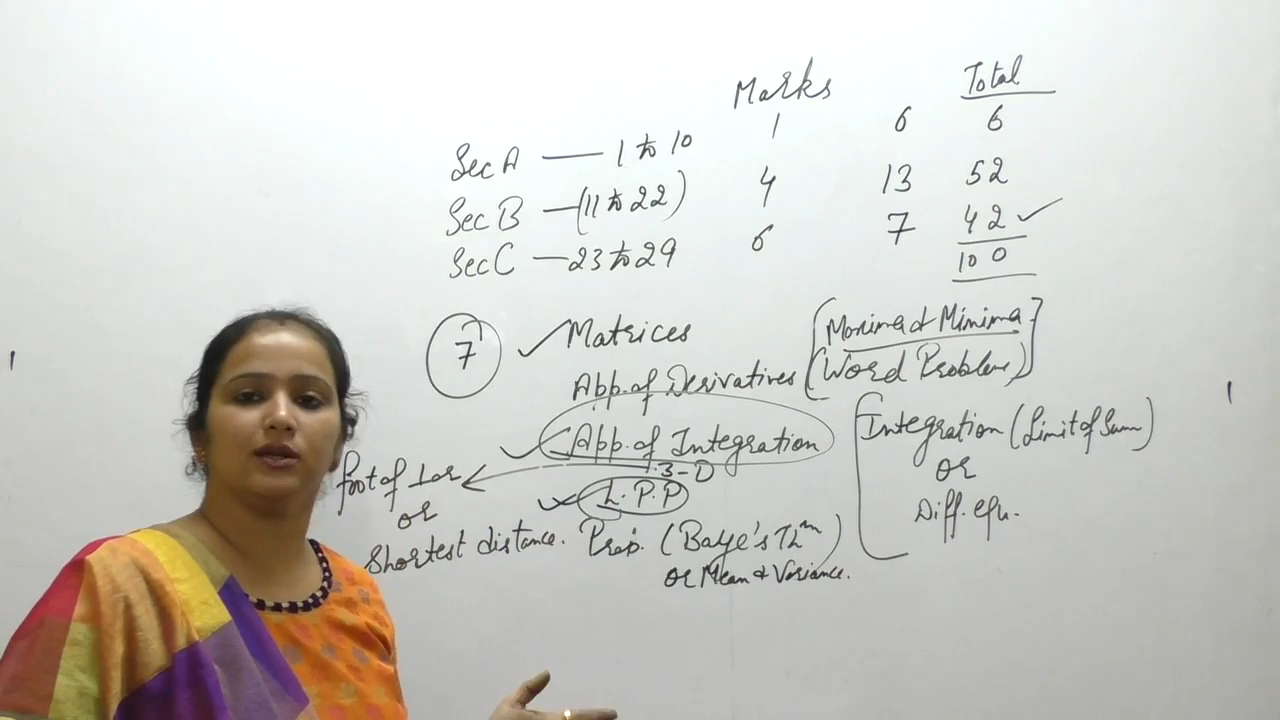 Marks Total
Sec A — 1 to 10 1 6 6
Sec B — (11 to 22) 4 13 52
Sec C — 23 to 29 6 7 42 ✓
100
7 ✓ Matrices [Maxima & Minima]
App. of Derivatives (Word Problem)
✓ App. of Integration
Integration (Limit of Sum)
or
Diff. eqn.
3-D
foot of ⊥ar
or
Shortest distance.
✓ L.P.P
Prob. (Baye's Thm)
or Mean & Variance.